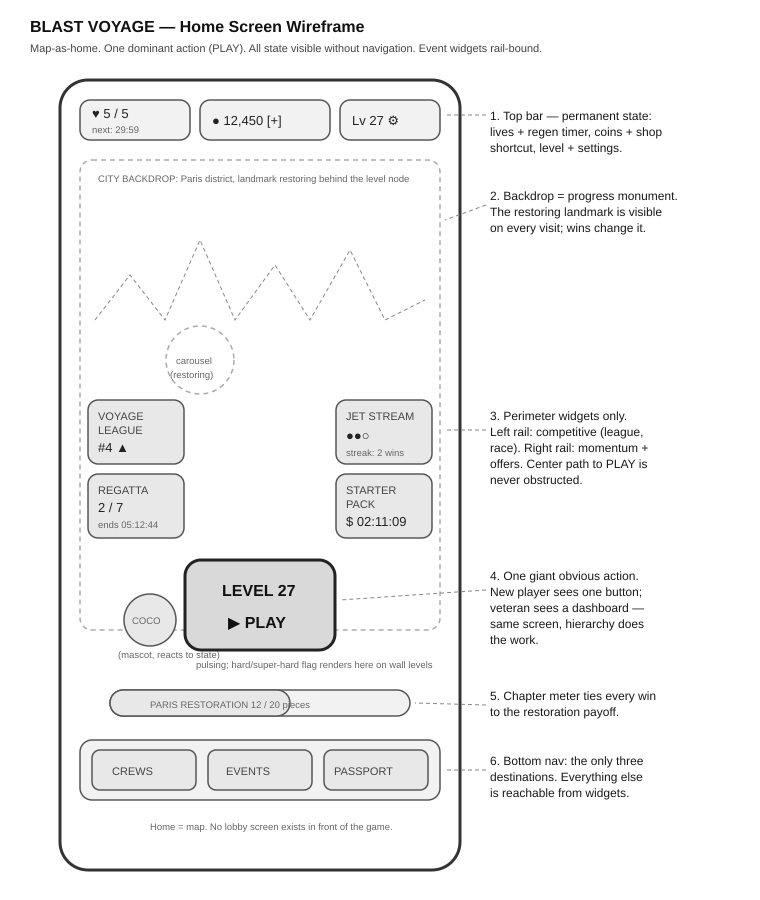 BLAST VOYAGE — Home Screen Wireframe
Map-as-home. One dominant action (PLAY). All state visible without navigation. Event widgets rail-bound.
♥ 5 / 5
next: 29:59
● 12,450 [+]
Lv 27 ⚙
1. Top bar — permanent state:
lives + regen timer, coins + shop
shortcut, level + settings.
CITY BACKDROP: Paris district, landmark restoring behind the level node
2. Backdrop = progress monument.
The restoring landmark is visible
on every visit; wins change it.
carousel
(restoring)
VOYAGE
LEAGUE
#4 ▲
JET STREAM
●●○
streak: 2 wins
3. Perimeter widgets only.
Left rail: competitive (league,
race). Right rail: momentum +
offers. Center path to PLAY is
never obstructed.
REGATTA
2 / 7
ends 05:12:44
STARTER
PACK
$ 02:11:09
LEVEL 27
▶ PLAY
COCO
(mascot, reacts to state)
pulsing; hard/super-hard flag renders here on wall levels
4. One giant obvious action.
New player sees one button;
veteran sees a dashboard —
same screen, hierarchy does
the work.
PARIS RESTORATION 12 / 20 pieces
5. Chapter meter ties every win
to the restoration payoff.
CREWS
EVENTS
PASSPORT
6. Bottom nav: the only three
destinations. Everything else
is reachable from widgets.
Home = map. No lobby screen exists in front of the game.